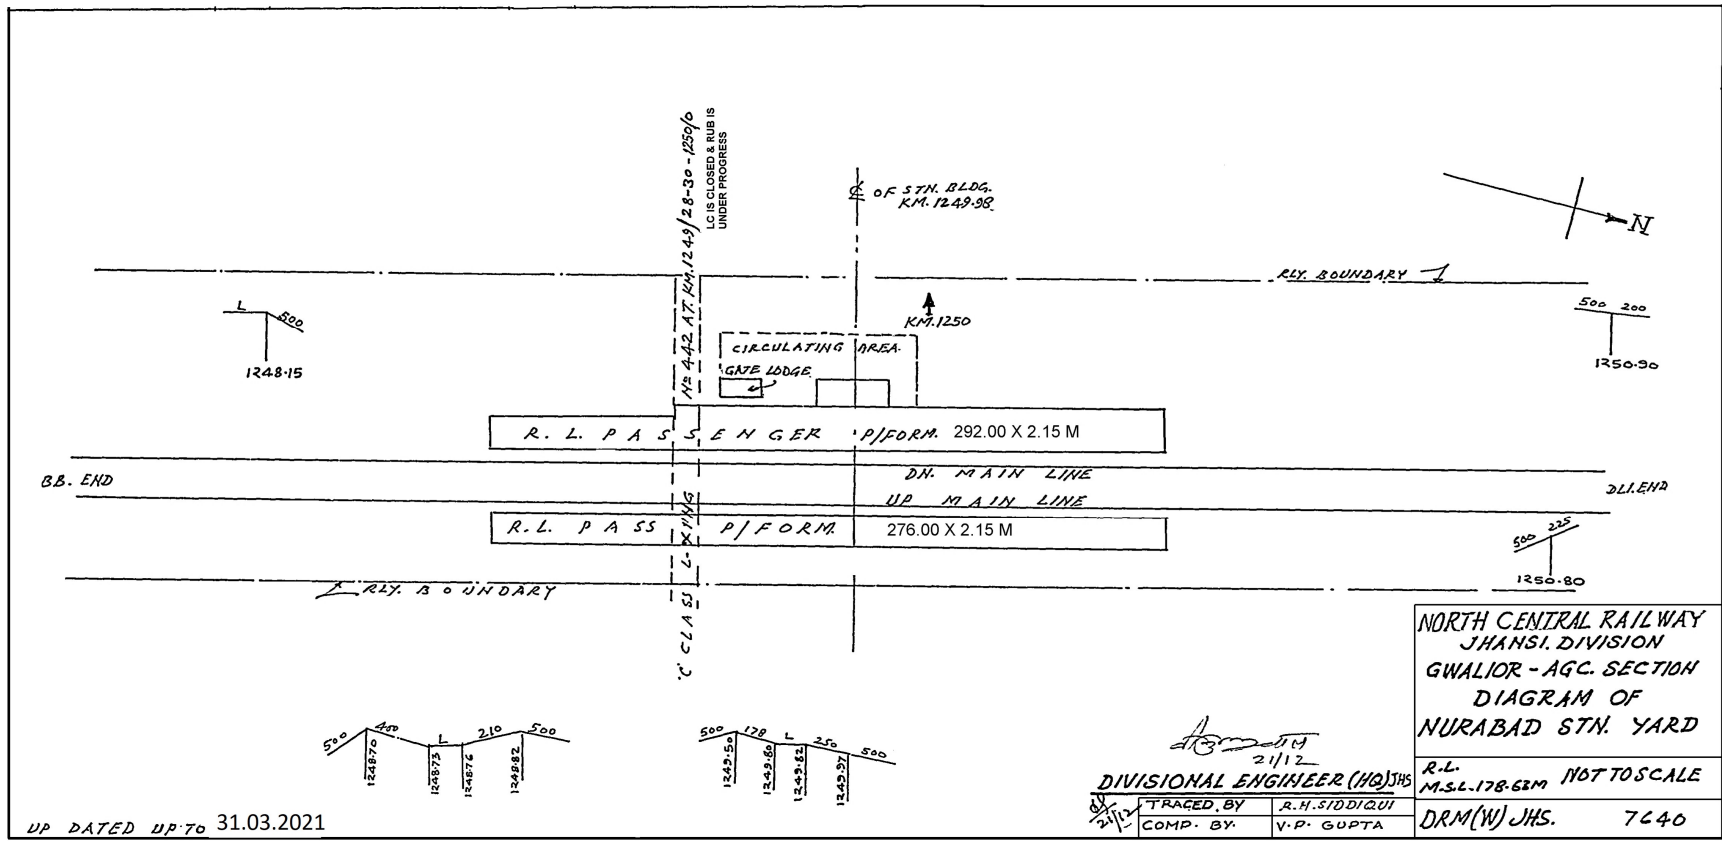 Nº 442 AT. KM. 1249/28-30-1250/0
LC IS CLOSED & RUB IS
UNDER PROGRESS
℄ OF STN. BLDG.
KM. 1249.98
N
RLY. BOUNDARY
L 500
1248.15
KM.1250
500 200
1250.90
CIRCULATING AREA.
GATE LODGE
R. L. PASSENGER P/FORM. 292.00 X 2.15 M
BB. END
DN. MAIN LINE
DLI. END
UP MAIN LINE
R.L. PASS P/FORM. 276.00 X 2.15 M
500 225
1250.80
RLY. BOUNDARY
'C' CLASS L-X'ING
500 400 L 210 500
1248.70
1248.73
1248.76
1248.82
500 178 L 250 500
1249.50
1249.80
1249.82
1249.97
NORTH CENTRAL RAILWAY
JHANSI. DIVISION
GWALIOR - AGC. SECTION
DIAGRAM OF
NURABAD STN. YARD
21/12
DIVISIONAL ENGINEER (HQ) JHS
R.L.
M.S.L. 178.68M NOT TO SCALE
21/12
TRACED. BY R.H. SIDDIQUI
COMP. BY. V.P. GUPTA
DRM(W) JHS. 7640
UP DATED UP TO 31.03.2021